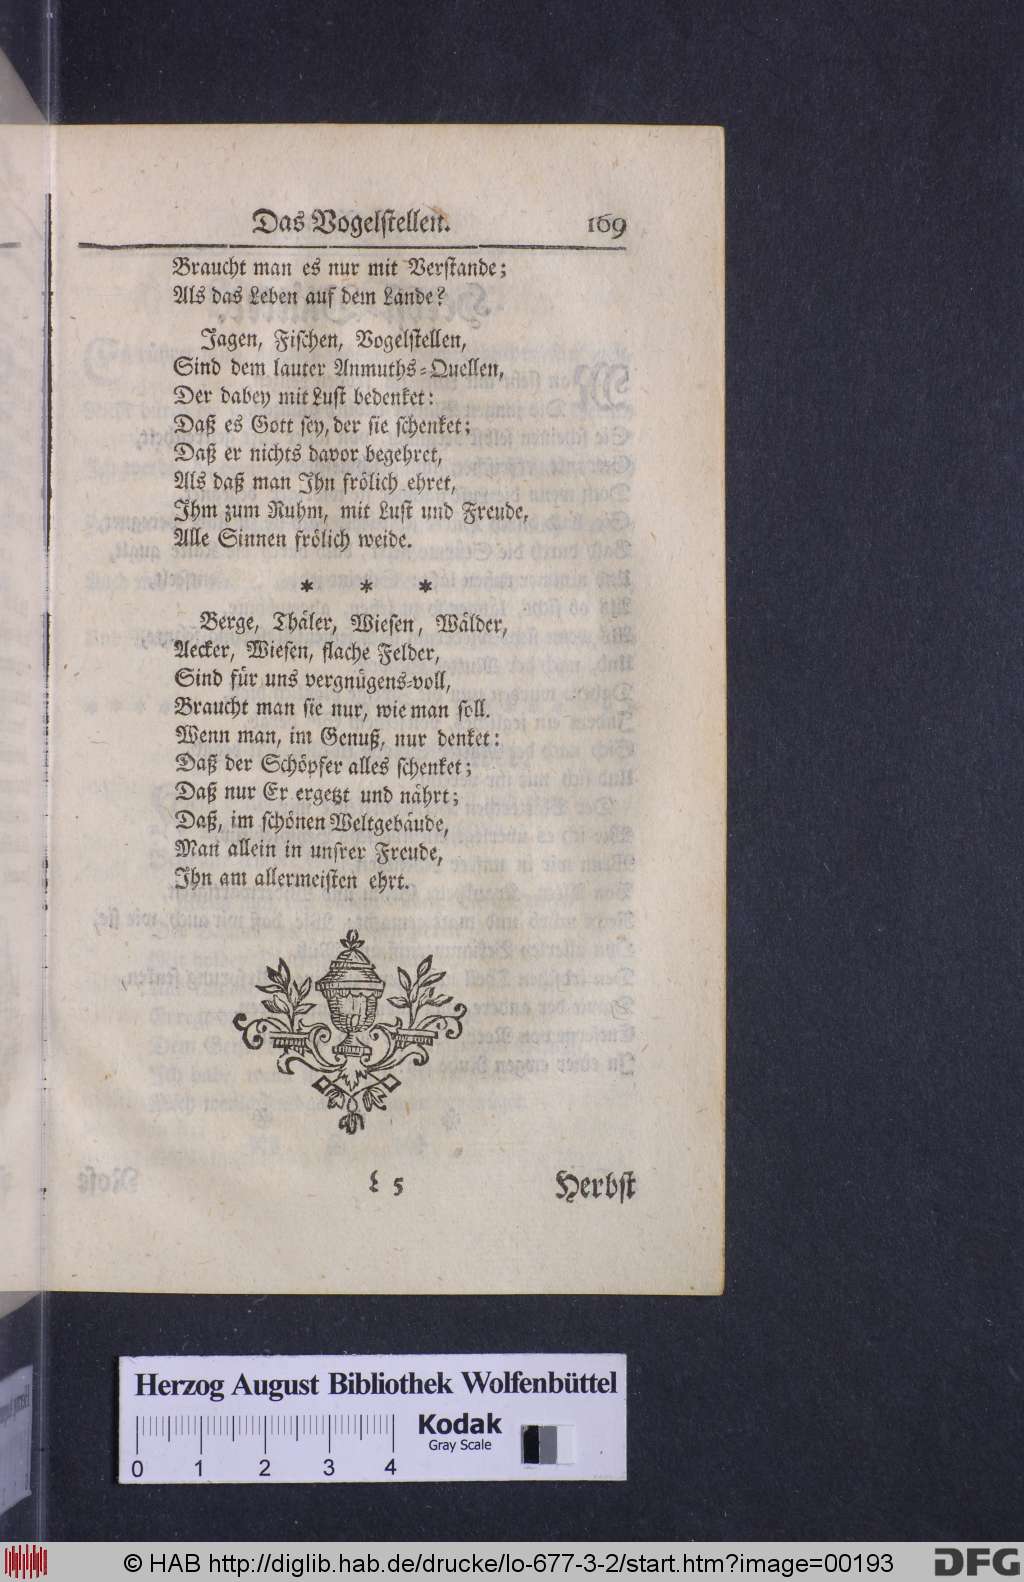 Das Vogelstellen. 169
Braucht man es nur mit Verstande;
Als das Leben auf dem Lande?
Jagen, Fischen, Vogelstellen,
Sind dem lauter Anmuths-Quellen,
Der dabey mit Lust bedenket:
Daß es Gott sey, der sie schenket;
Daß er nichts davor begehret,
Als daß man Ihn frölich ehret,
Ihm zum Ruhm, mit Lust und Freude,
Alle Sinnen frölich weide.
* * *
Berge, Thäler, Wiesen, Wälder,
Aecker, Wiesen, flache Felder,
Sind für uns vergnügens-voll,
Braucht man sie nur, wie man soll.
Wenn man, im Genuß, nur denket:
Daß der Schöpfer alles schenket;
Daß nur Er ergetzt und nährt;
Daß, im schönen Weltgebäude,
Man allein in unsrer Freude,
Ihn am allermeisten ehrt.
L 5 Herbst
Herzog August Bibliothek Wolfenbüttel
Kodak
Gray Scale
0 1 2 3 4
© HAB http://diglib.hab.de/drucke/lo-677-3-2/start.htm?image=00193
DFG